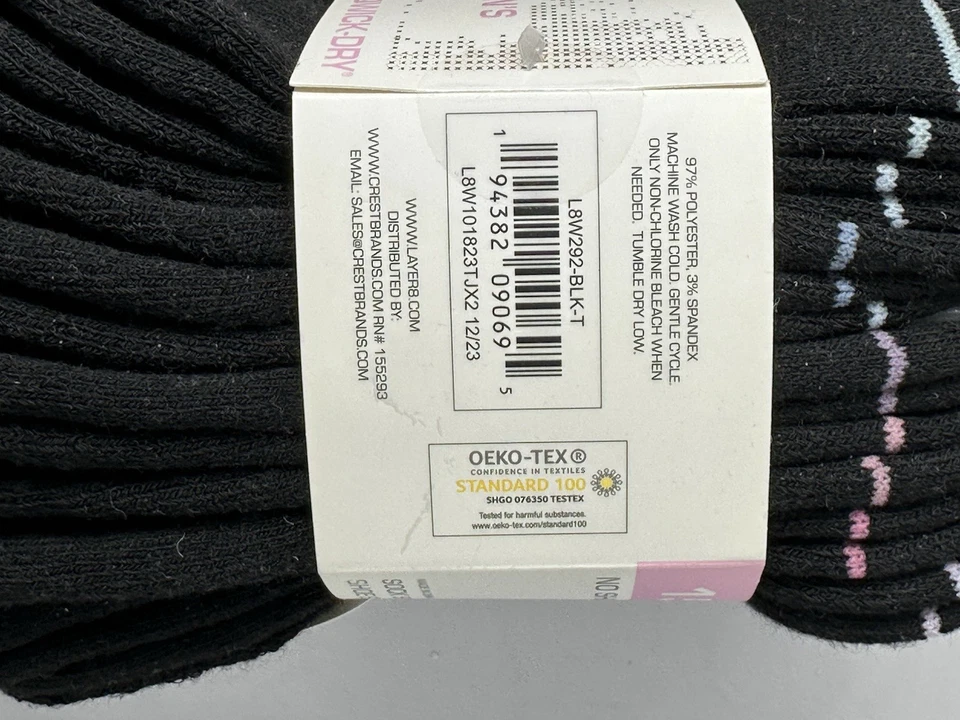 QWICK-DRY®
97% POLYESTER, 3% SPANDEX
MACHINE WASH COLD. GENTLE CYCLE.
ONLY NON-CHLORINE BLEACH WHEN
NEEDED. TUMBLE DRY LOW.
L8W292-BLK-T
1 94382 09069 5
L8W101823TJX2 12/23
WWW.LAYER8.COM
DISTRIBUTED BY:
WWW.CRESTBRANDS.COM RN# 155293
EMAIL: SALES@CRESTBRANDS.COM
OEKO-TEX®
CONFIDENCE IN TEXTILES
STANDARD 100
SHGO 076350 TESTEX
Tested for harmful substances.
www.oeko-tex.com/standard100